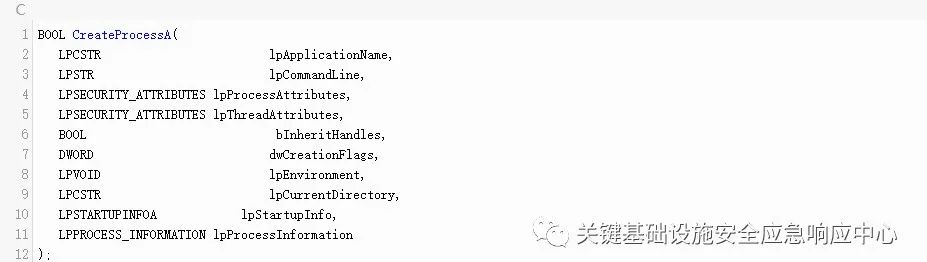 C
1 BOOL CreateProcessA(
2 LPCSTR lpApplicationName,
3 LPSTR lpCommandLine,
4 LPSECURITY_ATTRIBUTES lpProcessAttributes,
5 LPSECURITY_ATTRIBUTES lpThreadAttributes,
6 BOOL bInheritHandles,
7 DWORD dwCreationFlags,
8 LPVOID lpEnvironment,
9 LPCSTR lpCurrentDirectory,
10 LPSTARTUPINFOA lpStartupInfo,
11 LPPROCESS_INFORMATION lpProcessInformation
12 );
关键基础设施安全应急响应中心